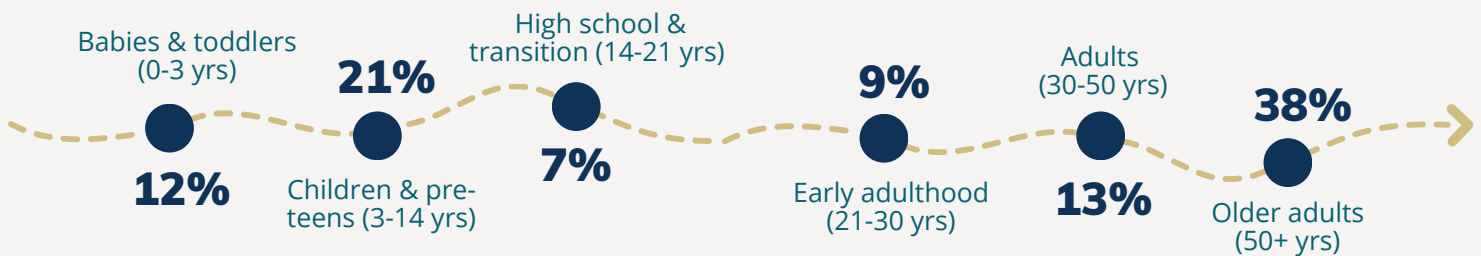 Babies & toddlers
(0-3 yrs)
12%
21%
Children & pre-
teens (3-14 yrs)
High school &
transition (14-21 yrs)
7%
9%
Early adulthood
(21-30 yrs)
Adults
(30-50 yrs)
13%
38%
Older adults
(50+ yrs)